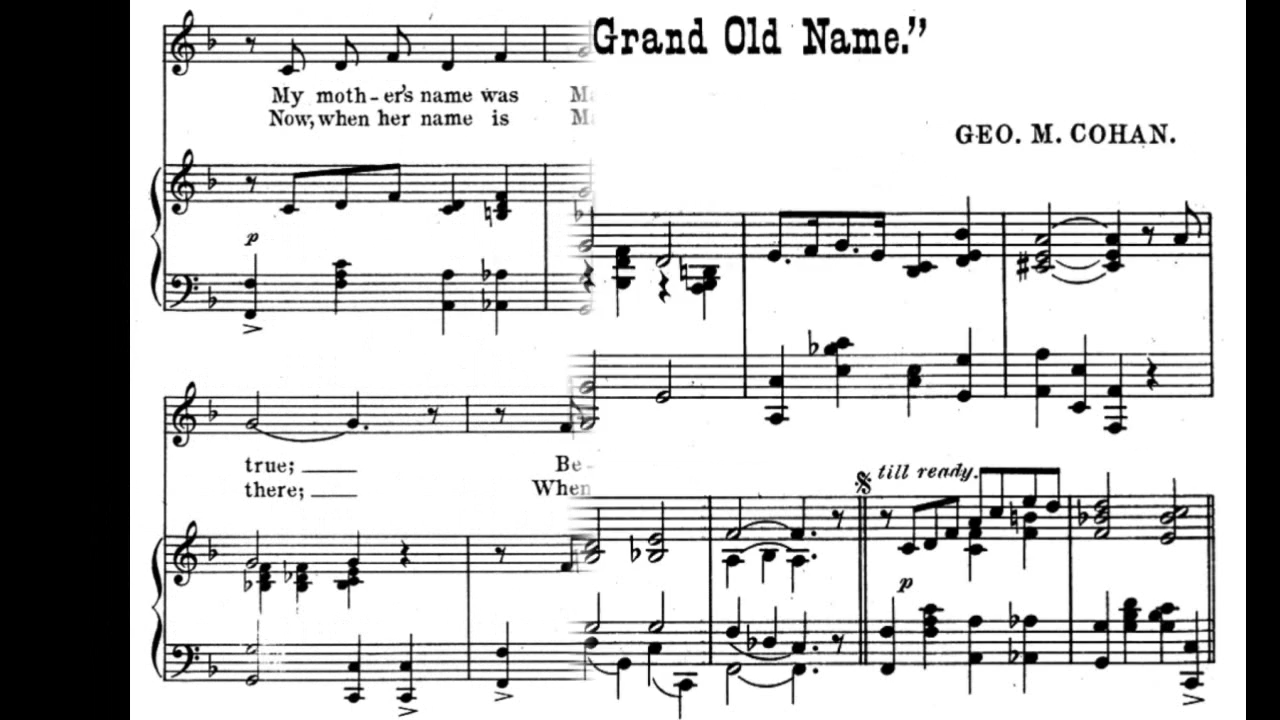 Grand Old Name."
GEO. M. COHAN.
My moth-er's name was
Now, when her name is
p
true;
there;
Be-
When
till ready.
p